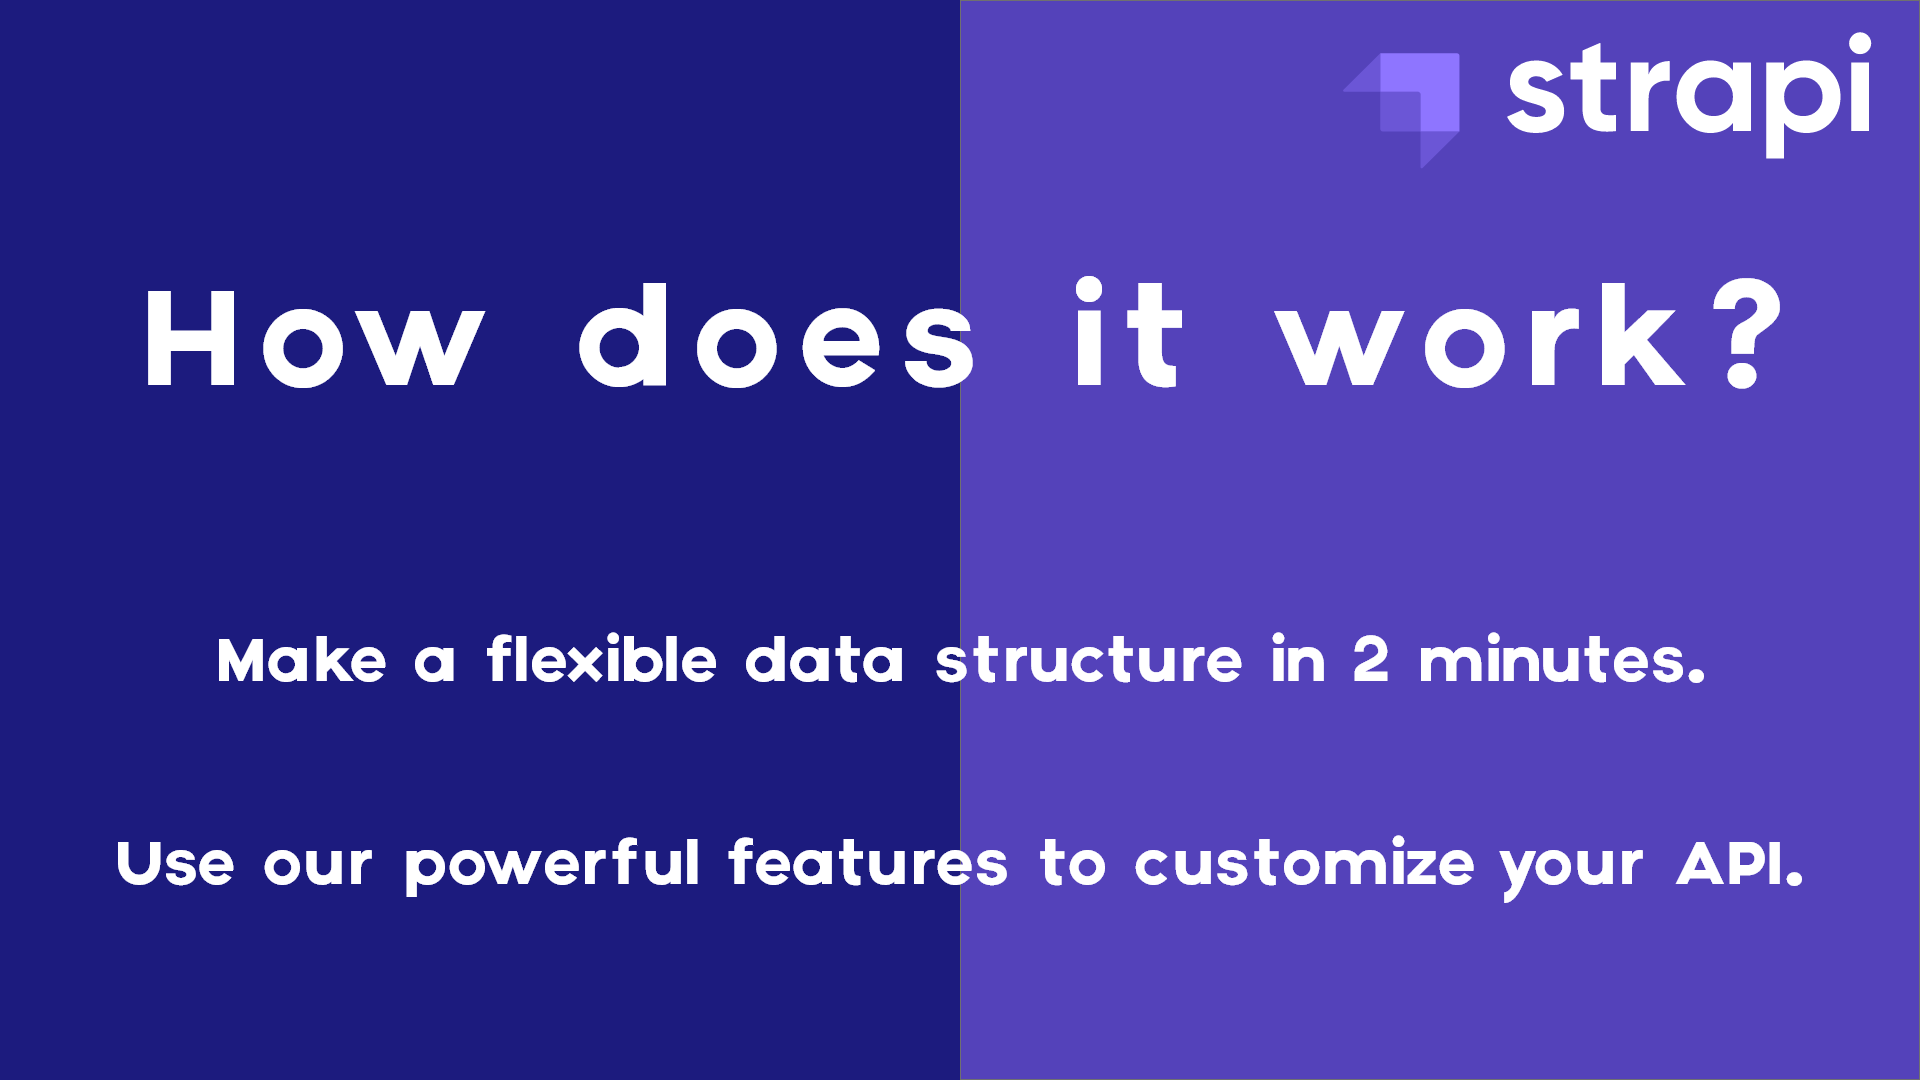 strapi
How does it work?
Make a flexible data structure in 2 minutes.
Use our powerful features to customize your API.